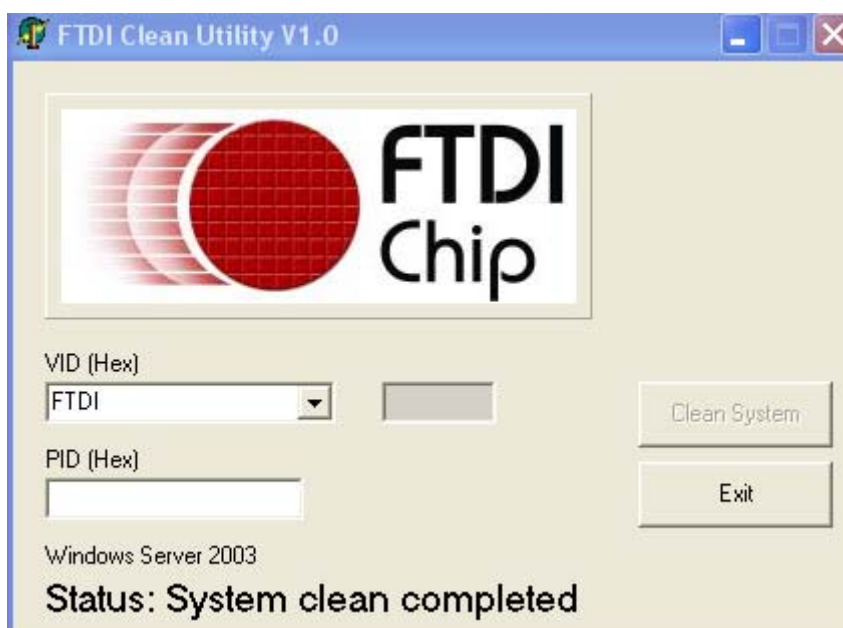 FTDI Clean Utility V1.0
FTDI
Chip
VID (Hex)
FTDI
Clean System
PID (Hex)
Exit
Windows Server 2003
Status: System clean completed